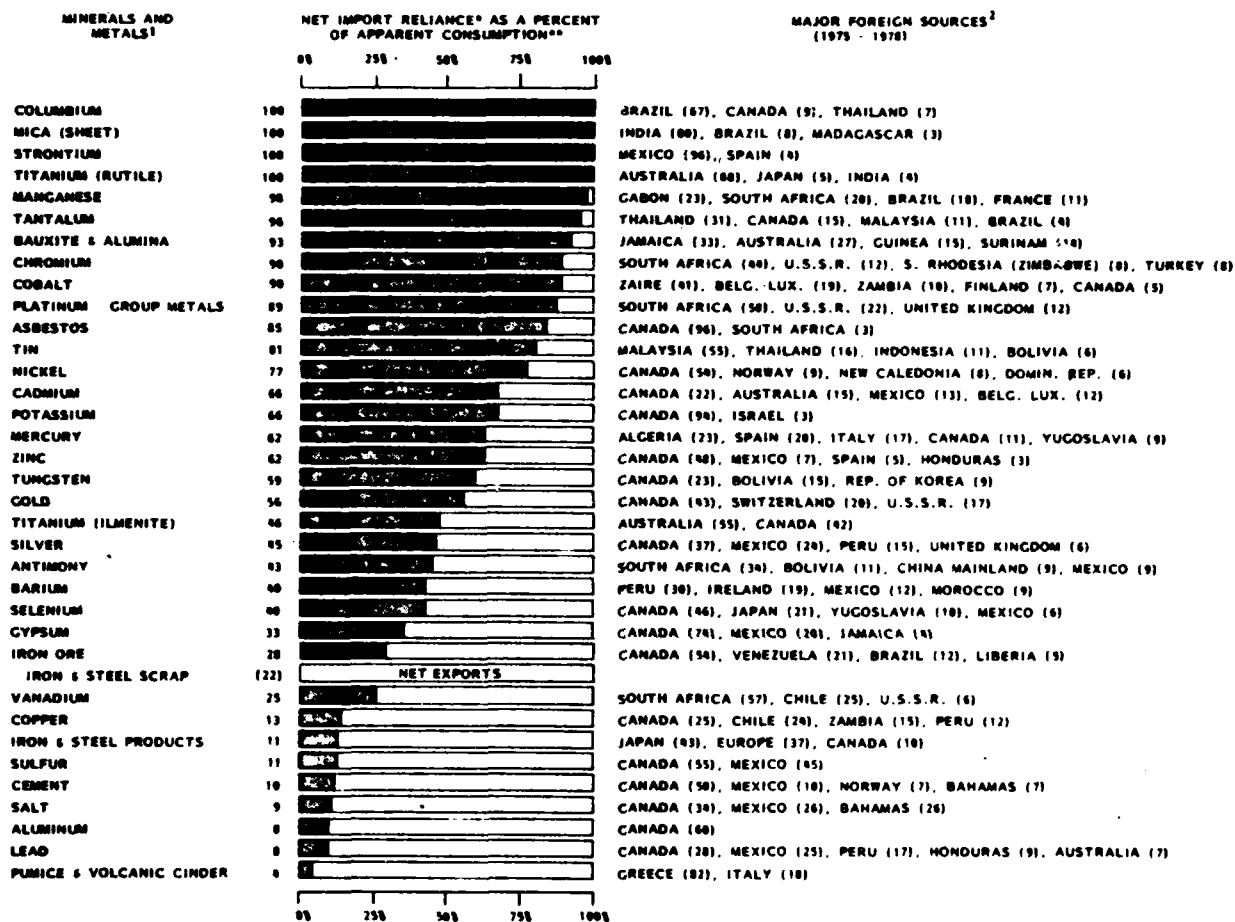 MINERALS AND METALS¹
NET IMPORT RELIANCE* AS A PERCENT OF APPARENT CONSUMPTION**
MAJOR FOREIGN SOURCES² (1975 - 1978)
0% 25% 50% 75% 100%
COLUMBIUM 100 BRAZIL (67), CANADA (9), THAILAND (7)
MICA (SHEET) 100 INDIA (80), BRAZIL (8), MADAGASCAR (3)
STRONTIUM 100 MEXICO (96), SPAIN (4)
TITANIUM (RUTILE) 100 AUSTRALIA, JAPAN (5), INDIA (4)
MANGANESE 98 GABON (23), SOUTH AFRICA (20), BRAZIL (18), FRANCE (11)
TANTALUM 96 THAILAND (31), CANADA (15), MALAYSIA (11), BRAZIL
BAUXITE & ALUMINA 93 JAMAICA (33), AUSTRALIA (27), GUINEA (15), SURINAM
CHROMIUM 90 SOUTH AFRICA (44), U.S.S.R. (12), S. RHODESIA (ZIMBABWE) (8), TURKEY (8)
COBALT 90 ZAIRE (41), BELG. LUX. (19), ZAMBIA (10), FINLAND (7), CANADA (5)
PLATINUM GROUP METALS 89 SOUTH AFRICA (50), U.S.S.R. (22), UNITED KINGDOM (12)
ASBESTOS 85 CANADA (96), SOUTH AFRICA (3)
TIN 81 MALAYSIA (55), THAILAND (16), INDONESIA (11), BOLIVIA (6)
NICKEL 77 CANADA (54), NORWAY (9), NEW CALEDONIA (8), DOMIN. REP. (6)
CADMIUM 66 CANADA (22), AUSTRALIA (15), MEXICO (13), BELG. LUX. (12)
POTASSIUM 66 CANADA (94), ISRAEL (3)
MERCURY 62 ALGERIA (23), SPAIN (20), ITALY (17), CANADA (11), YUGOSLAVIA (9)
ZINC 62 CANADA (48), MEXICO (7), SPAIN (5), HONDURAS (3)
TUNGSTEN 59 CANADA (23), BOLIVIA (15), REP. OF KOREA (9)
GOLD 56 CANADA (43), SWITZERLAND (20), U.S.S.R. (17)
TITANIUM (ILMENITE) 46 AUSTRALIA (55), CANADA (42)
SILVER 45 CANADA (37), MEXICO (24), PERU (15), UNITED KINGDOM (6)
ANTIMONY 43 SOUTH AFRICA (34), BOLIVIA (11), CHINA MAINLAND (9), MEXICO (9)
BARIUM 40 PERU (30), IRELAND (19), MEXICO (12), MOROCCO (9)
SELENIUM 40 CANADA (46), JAPAN (21), YUGOSLAVIA (10), MEXICO (6)
GYPSUM 33 CANADA (74), MEXICO (20), JAMAICA (4)
IRON ORE 28 CANADA (54), VENEZUELA (21), BRAZIL (12), LIBERIA (5)
IRON & STEEL SCRAP (22) NET EXPORTS
VANADIUM 25 SOUTH AFRICA (57), CHILE (25), U.S.S.R. (6)
COPPER 13 CANADA (25), CHILE (24), ZAMBIA (15), PERU (12)
IRON & STEEL PRODUCTS 11 JAPAN (43), EUROPE (37), CANADA (10)
SULFUR 11 CANADA (55), MEXICO (45)
CEMENT 10 CANADA (50), MEXICO (10), NORWAY (7), BAHAMAS (7)
SALT 9 CANADA (34), MEXICO (26), BAHAMAS (26)
ALUMINUM 8 CANADA (60)
LEAD 8 CANADA (28), MEXICO (25), PERU (17), HONDURAS (9), AUSTRALIA (7)
PUMICE & VOLCANIC CINDER 4 GREECE (82), ITALY (18)
0% 25% 50% 75% 100%